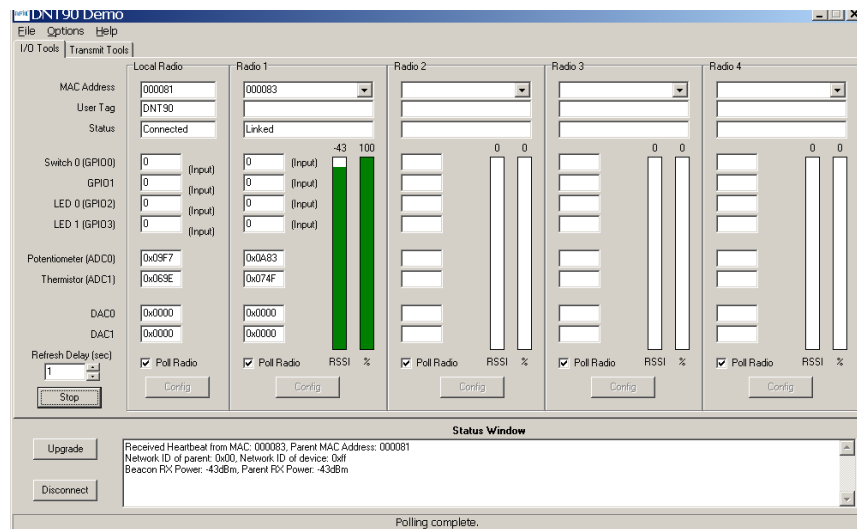 DNT90 Demo
File Options Help
I/O Tools Transmit Tools
Local Radio Radio 1 Radio 2 Radio 3 Radio 4
MAC Address 000081 000083
User Tag DNT90
Status Connected Linked
-43 100 0 0 0 0 0 0
Switch 0 (GPIO0) 0 (Input) 0 (Input)
GPIO1 0 (Input) 0 (Input)
LED 0 (GPIO2) 0 (Input) 0 (Input)
LED 1 (GPIO3) 0 (Input) 0 (Input)
Potentiometer (ADC0) 0x09F7 0x0A83
Thermistor (ADC1) 0x069E 0x074F
DAC0 0x0000 0x0000
DAC1 0x0000 0x0000
Refresh Delay (sec)
1
Poll Radio Poll Radio RSSI % Poll Radio RSSI % Poll Radio RSSI % Poll Radio RSSI %
Stop Config Config Config Config Config
Status Window
Upgrade
Disconnect
Received Heartbeat from MAC: 000083, Parent MAC Address: 000081
Network ID of parent: 0x00, Network ID of device: 0xff
Beacon RX Power: -43dBm, Parent RX Power: -43dBm
Polling complete.